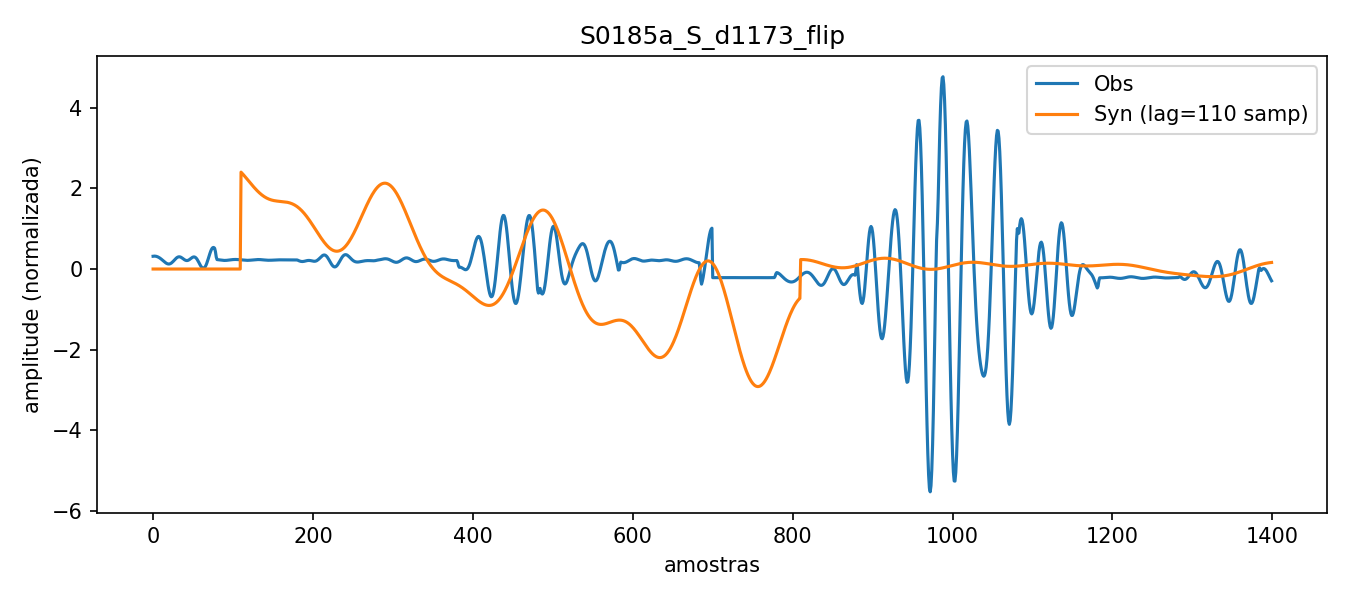 S0185a_S_d1173_flip
Obs
Syn (lag=110 samp)
amplitude (normalizada)
4
2
0
−2
−4
−6
0 200 400 600 800 1000 1200 1400
amostras